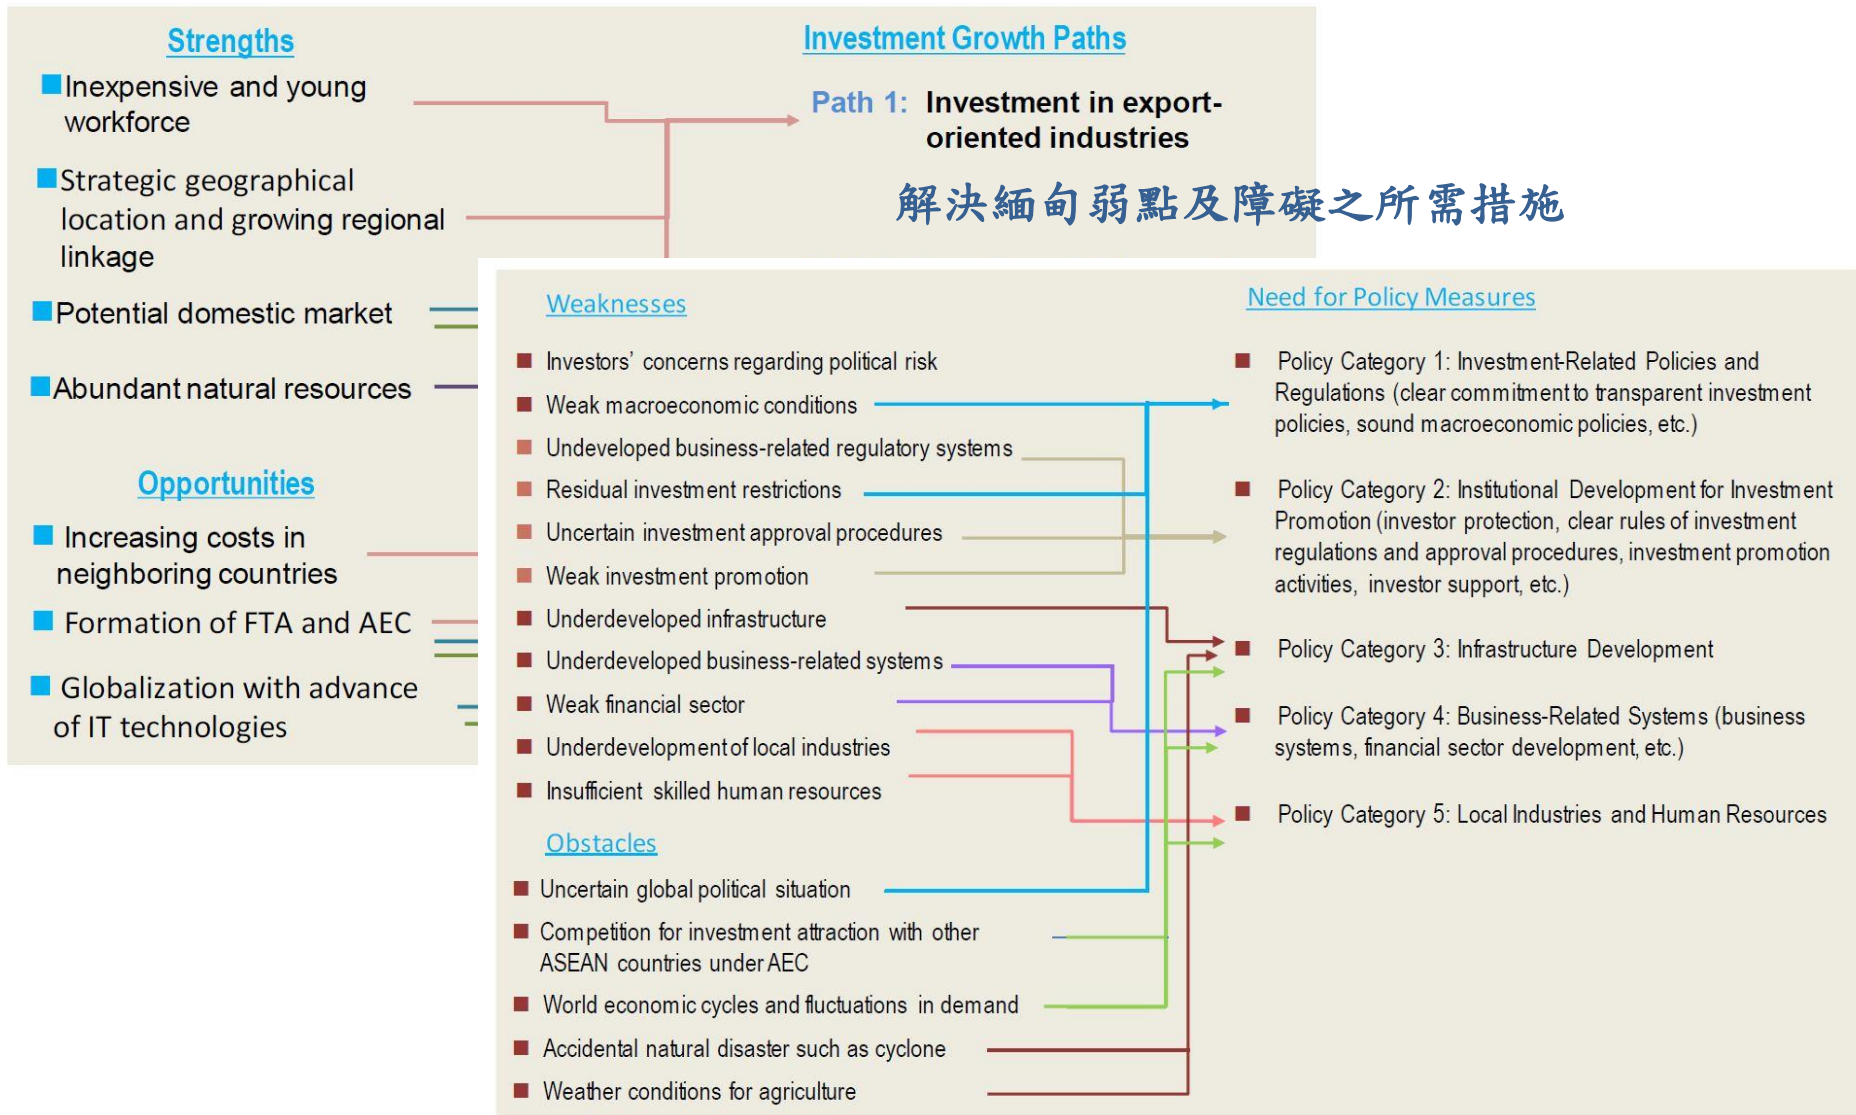 Strengths
Inexpensive and young
workforce
Strategic geographical
location and growing regional
linkage
Potential domestic market
Abundant natural resources
Opportunities
Increasing costs in
neighboring countries
Formation of FTA and AEC
Globalization with advance
of IT technologies
Investment Growth Paths
Path 1: Investment in export-
oriented industries
解決緬甸弱點及障礙之所需措施
Weaknesses
Investors’ concerns regarding political risk
Weak macroeconomic conditions
Undeveloped business-related regulatory systems
Residual investment restrictions
Uncertain investment approval procedures
Weak investment promotion
Underdeveloped infrastructure
Underdeveloped business-related systems
Weak financial sector
Underdevelopment of local industries
Insufficient skilled human resources
Obstacles
Uncertain global political situation
Competition for investment attraction with other
ASEAN countries under AEC
World economic cycles and fluctuations in demand
Accidental natural disaster such as cyclone
Weather conditions for agriculture
Need for Policy Measures
Policy Category 1: Investment-Related Policies and
Regulations (clear commitment to transparent investment
policies, sound macroeconomic policies, etc.)
Policy Category 2: Institutional Development for Investment
Promotion (investor protection, clear rules of investment
regulations and approval procedures, investment promotion
activities, investor support, etc.)
Policy Category 3: Infrastructure Development
Policy Category 4: Business-Related Systems (business
systems, financial sector development, etc.)
Policy Category 5: Local Industries and Human Resources